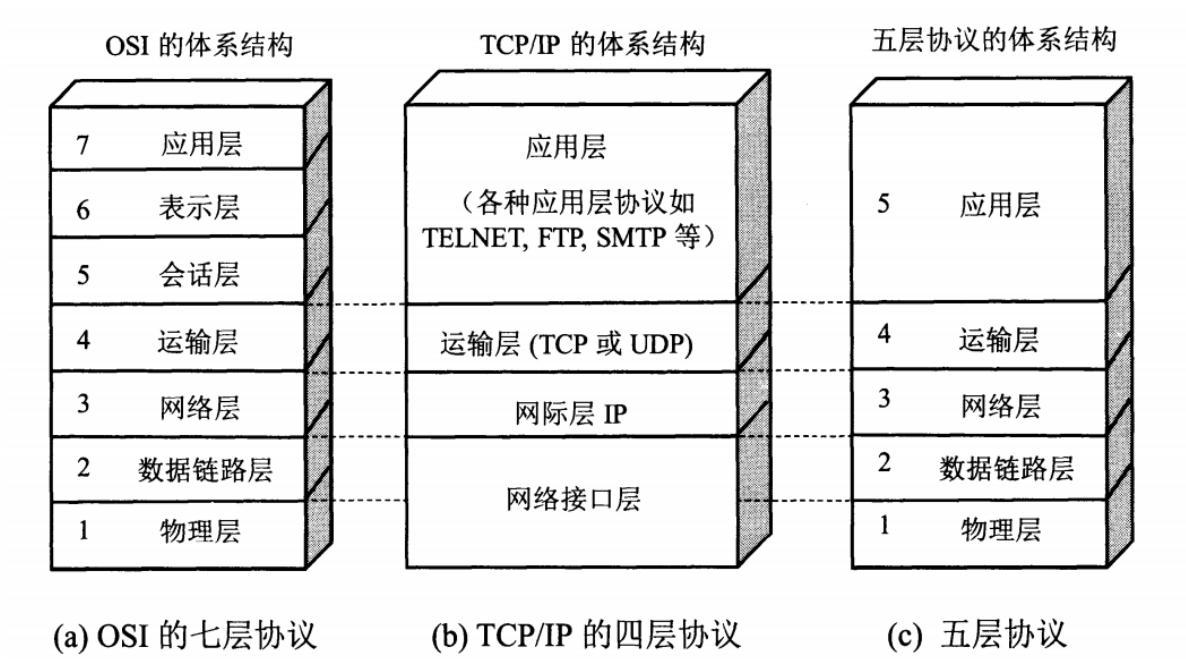 OSI 的体系结构
7 应用层
6 表示层
5 会话层
4 运输层
3 网络层
2 数据链路层
1 物理层
(a) OSI 的七层协议
TCP/IP 的体系结构
应用层
（各种应用层协议如
TELNET, FTP, SMTP 等）
运输层 (TCP 或 UDP)
网际层 IP
网络接口层
(b) TCP/IP 的四层协议
五层协议的体系结构
5 应用层
4 运输层
3 网络层
2 数据链路层
1 物理层
(c) 五层协议